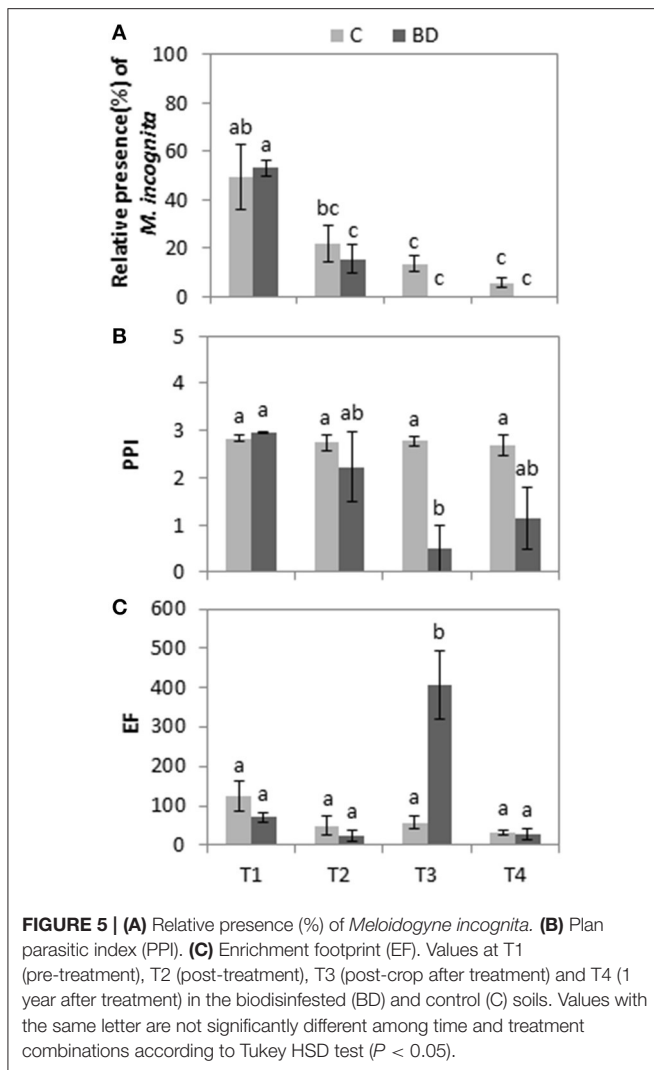 A
C BD
Relative presence(%) of
M. incognita
100
80
60
40
20
0
ab a
bc c
c c
c c
B
PPI
5
4
3
2
1
0
a a
a ab
a b
a ab
C
EF
600
500
400
300
200
100
0
a a
a a
a b
a a
T1 T2 T3 T4
FIGURE 5 | (A) Relative presence (%) of Meloidogyne incognita. (B) Plan
parasitic index (PPI). (C) Enrichment footprint (EF). Values at T1
(pre-treatment), T2 (post-treatment), T3 (post-crop after treatment) and T4 (1
year after treatment) in the biodisinfested (BD) and control (C) soils. Values with
the same letter are not significantly different among time and treatment
combinations according to Tukey HSD test (P < 0.05).